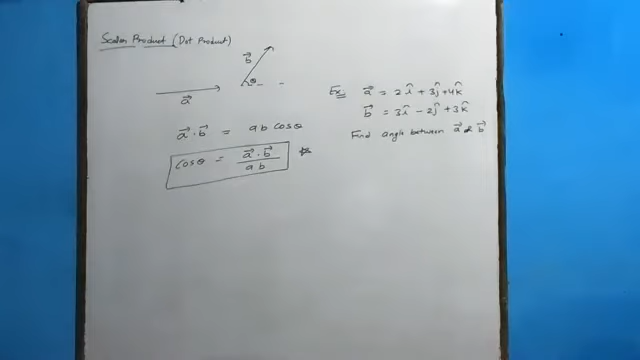 Scalar Product (Dot Product)
b⃗
θ
a⃗
a⃗ · b⃗ = ab cosθ
cosθ = a⃗ · b⃗ / ab
Ex a⃗ = 2î + 3ĵ + 4k̂
b⃗ = 3î - 2ĵ + 3k̂
Find angle between a⃗ & b⃗